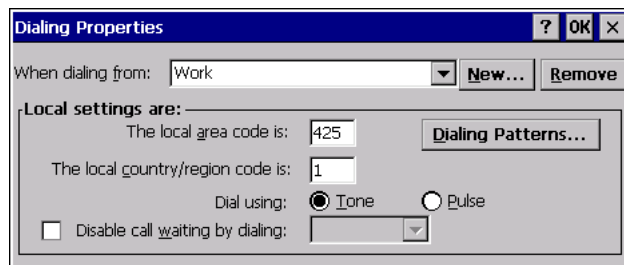 Dialing Properties ? OK ×
When dialing from: Work New... Remove
Local settings are:
The local area code is: 425 Dialing Patterns...
The local country/region code is: 1
Dial using: Tone Pulse
Disable call waiting by dialing: